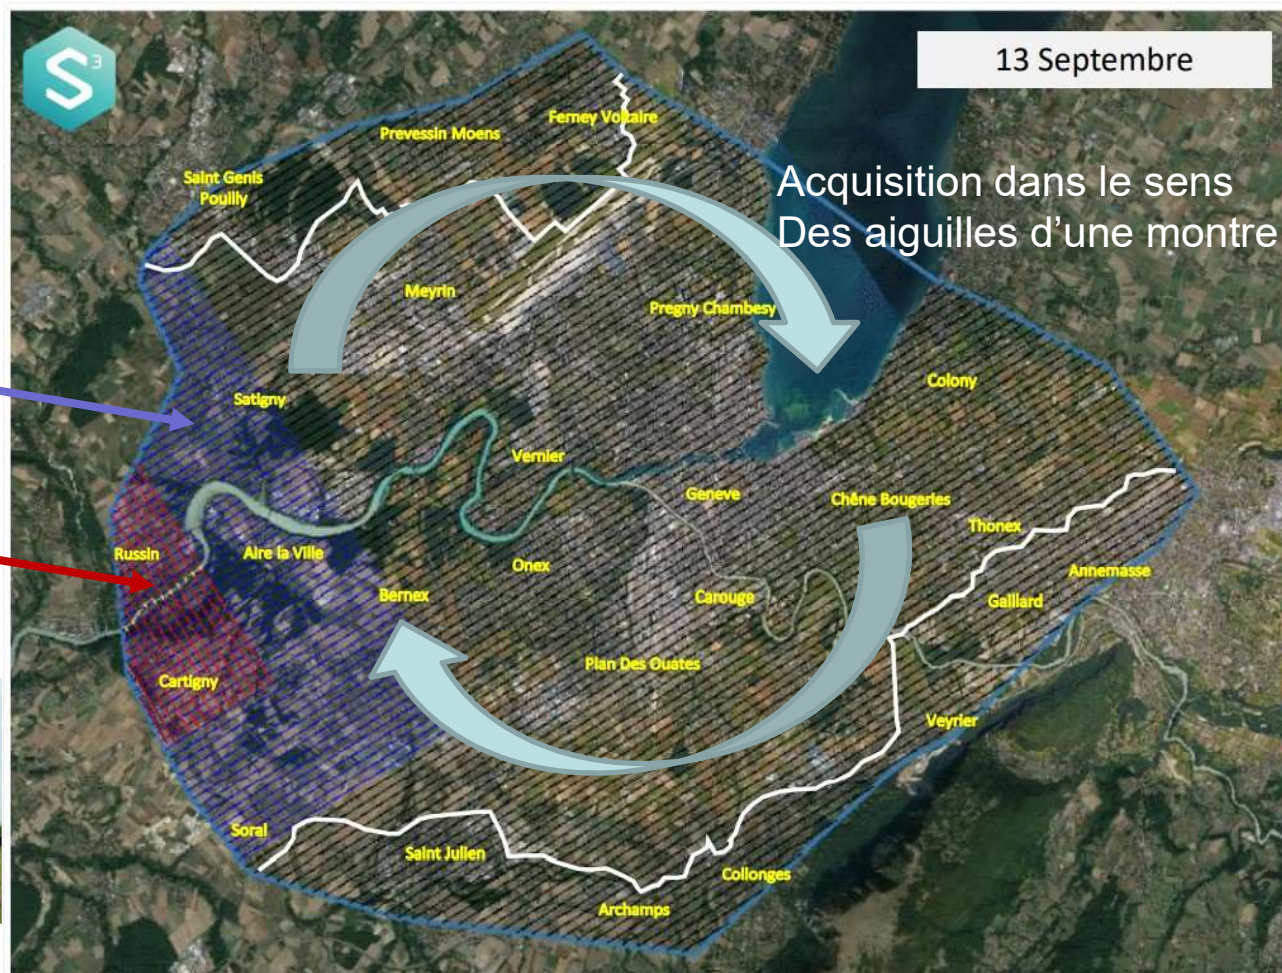 S3
13 Septembre
Acquisition dans le sens
Des aiguilles d'une montre
Ferney Voltaire
Prevessin Moens
Saint Genis
Pouilly
Meyrin
Pregny Chambesy
Satigny
Colony
Vernier
Geneve
Chêne Bougeries
Thonex
Russin
Aire la Ville
Onex
Annemasse
Bernex
Carouge
Gaillard
Cartigny
Plan Des Ouates
Veyrier
Soral
Saint Julien
Collonges
Archamps